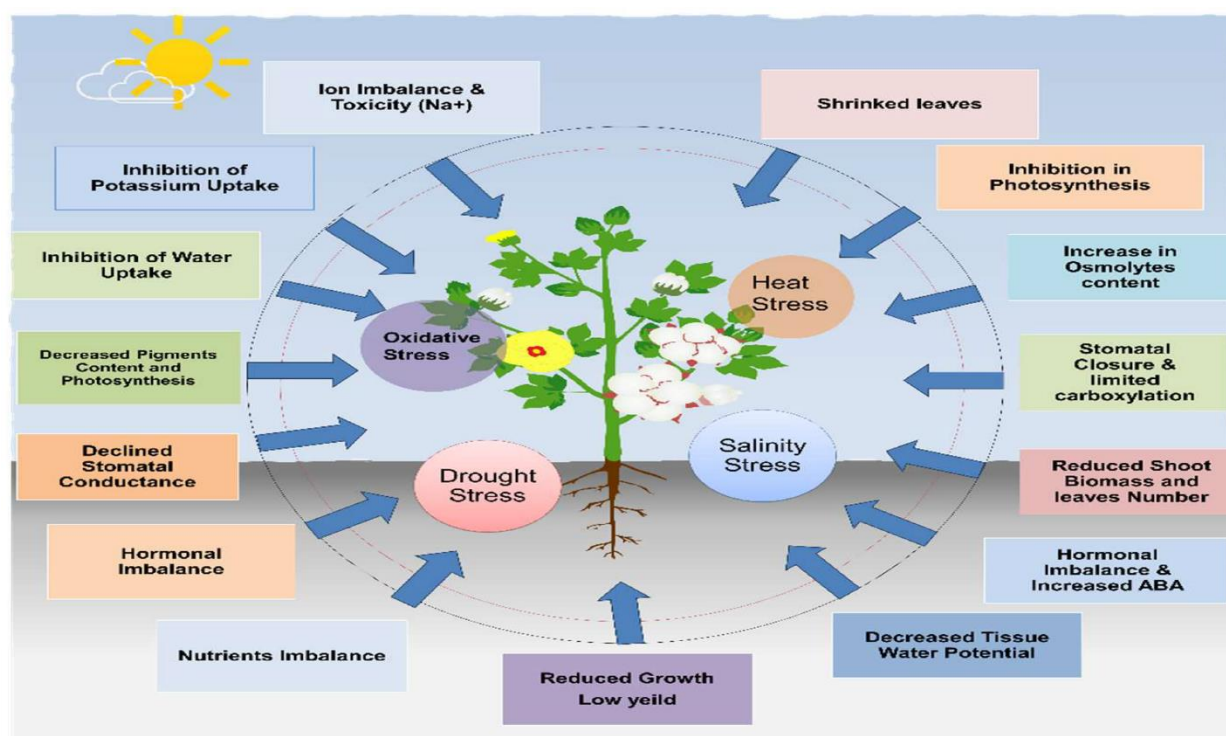 Ion Imbalance &
Toxicity (Na+)
Shrinked leaves
Inhibition of
Potassium Uptake
Inhibition in
Photosynthesis
Inhibition of Water
Uptake
Increase in
Osmolytes
content
Heat
Stress
Oxidative
Stress
Decreased Pigments
Content and
Photosynthesis
Stomatal
Closure &
limited
carboxylation
Declined
Stomatal
Conductance
Drought
Stress
Salinity
Stress
Reduced Shoot
Biomass and
leaves Number
Hormonal
Imbalance
Hormonal
Imbalance &
Increased ABA
Nutrients Imbalance
Decreased Tissue
Water Potential
Reduced Growth
Low yeild